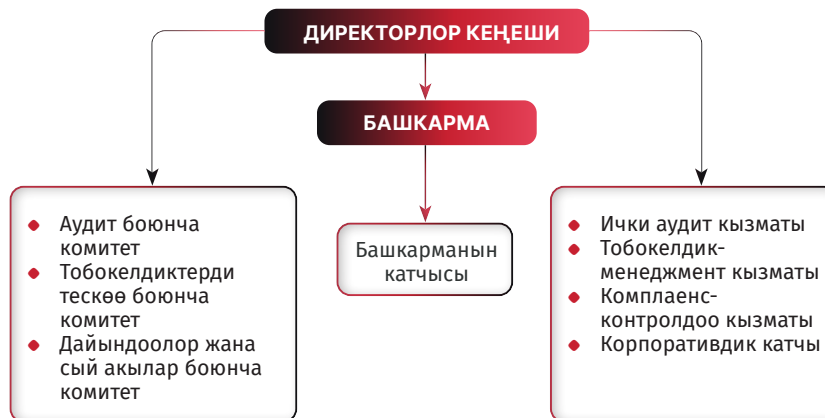 ДИРЕКТОРЛОР КЕҢЕШИ
БАШКАРМА
Аудит боюнча
комитет
Тобокелдиктерди
тескөө боюнча
комитет
Дайындоолор жана
сый акылар боюнча
комитет
Башкарманын
катчысы
Ички аудит кызматы
Тобокелдик-
менеджмент кызматы
Комплаенс-
контролдоо кызматы
Корпоративдик катчы